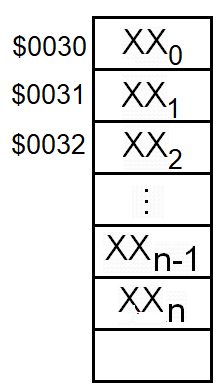 $0030 XX₀
$0031 XX₁
$0032 XX₂
⋮
XXₙ₋₁
XXₙ